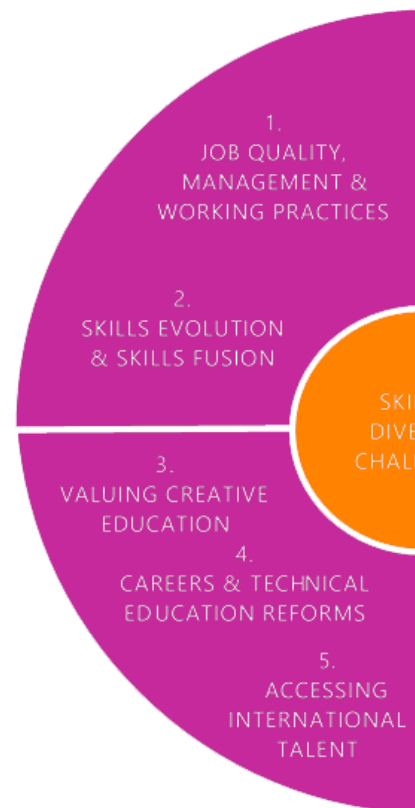 1.
JOB QUALITY,
MANAGEMENT &
WORKING PRACTICES
2.
SKILLS EVOLUTION
& SKILLS FUSION
3.
VALUING CREATIVE
EDUCATION
4.
CAREERS & TECHNICAL
EDUCATION REFORMS
5.
ACCESSING
INTERNATIONAL
TALENT